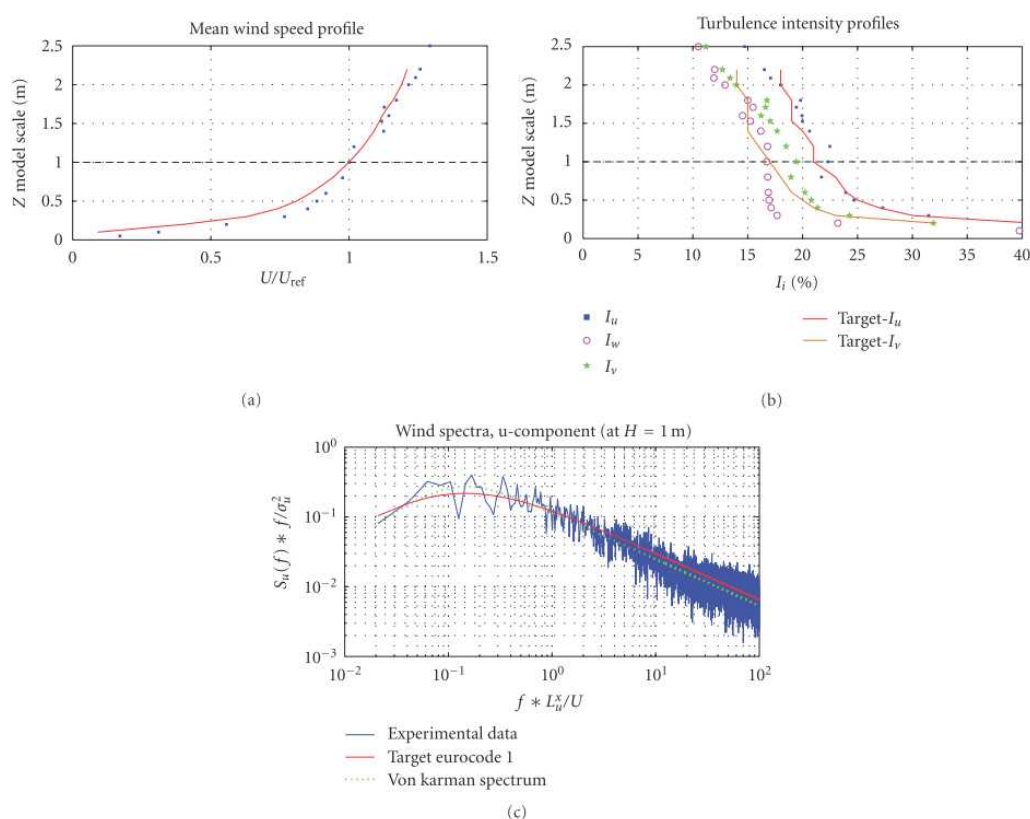 Mean wind speed profile
2.5
2
1.5
1
0.5
0
Z model scale (m)
0
0.5
1
1.5
U/U_ref
(a)
Turbulence intensity profiles
2.5
2
1.5
1
0.5
0
Z model scale (m)
0
5
10
15
20
25
30
35
40
I_i (%)
I_u
I_w
I_v
Target-I_u
Target-I_v
(b)
Wind spectra, u-component (at H = 1 m)
10^0
10^−1
10^−2
10^−3
S_u(f) ∗ f/σ_u^2
10^−2
10^−1
10^0
10^1
10^2
f ∗ L_u^x/U
Experimental data
Target eurocode 1
Von karman spectrum
(c)